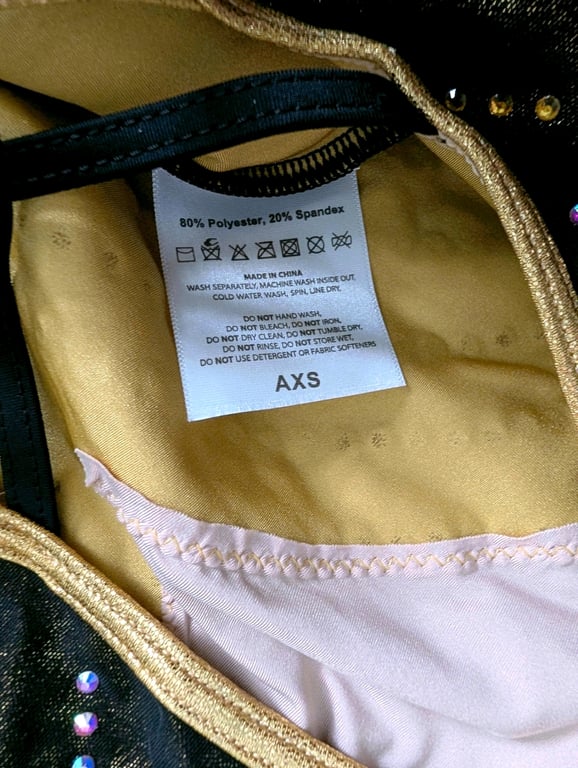 80% Polyester, 20% Spandex
MADE IN CHINA
WASH SEPARATELY, MACHINE WASH INSIDE OUT,
COLD WATER WASH, SPIN, LINE DRY,
DO NOT HAND WASH,
DO NOT BLEACH, DO NOT IRON,
DO NOT DRY CLEAN, DO NOT TUMBLE DRY,
DO NOT RINSE, DO NOT STORE WET,
DO NOT USE DETERGENT OR FABRIC SOFTENERS
AXS